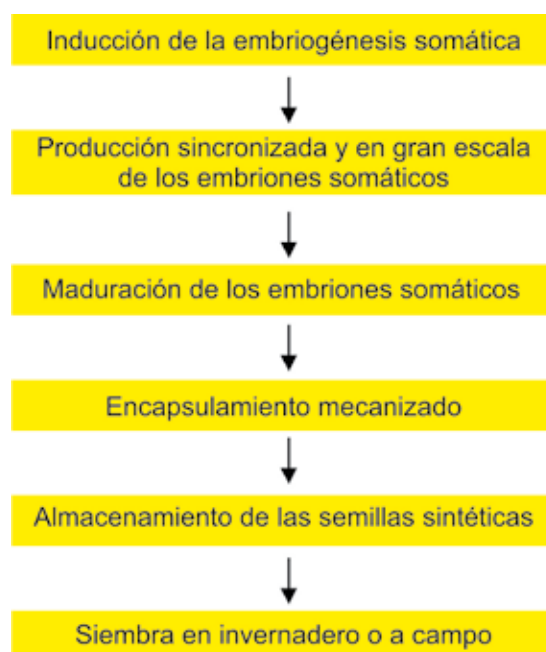 Inducción de la embriogénesis somática
Producción sincronizada y en gran escala
de los embriones somáticos
Maduración de los embriones somáticos
Encapsulamiento mecanizado
Almacenamiento de las semillas sintéticas
Siembra en invernadero o a campo